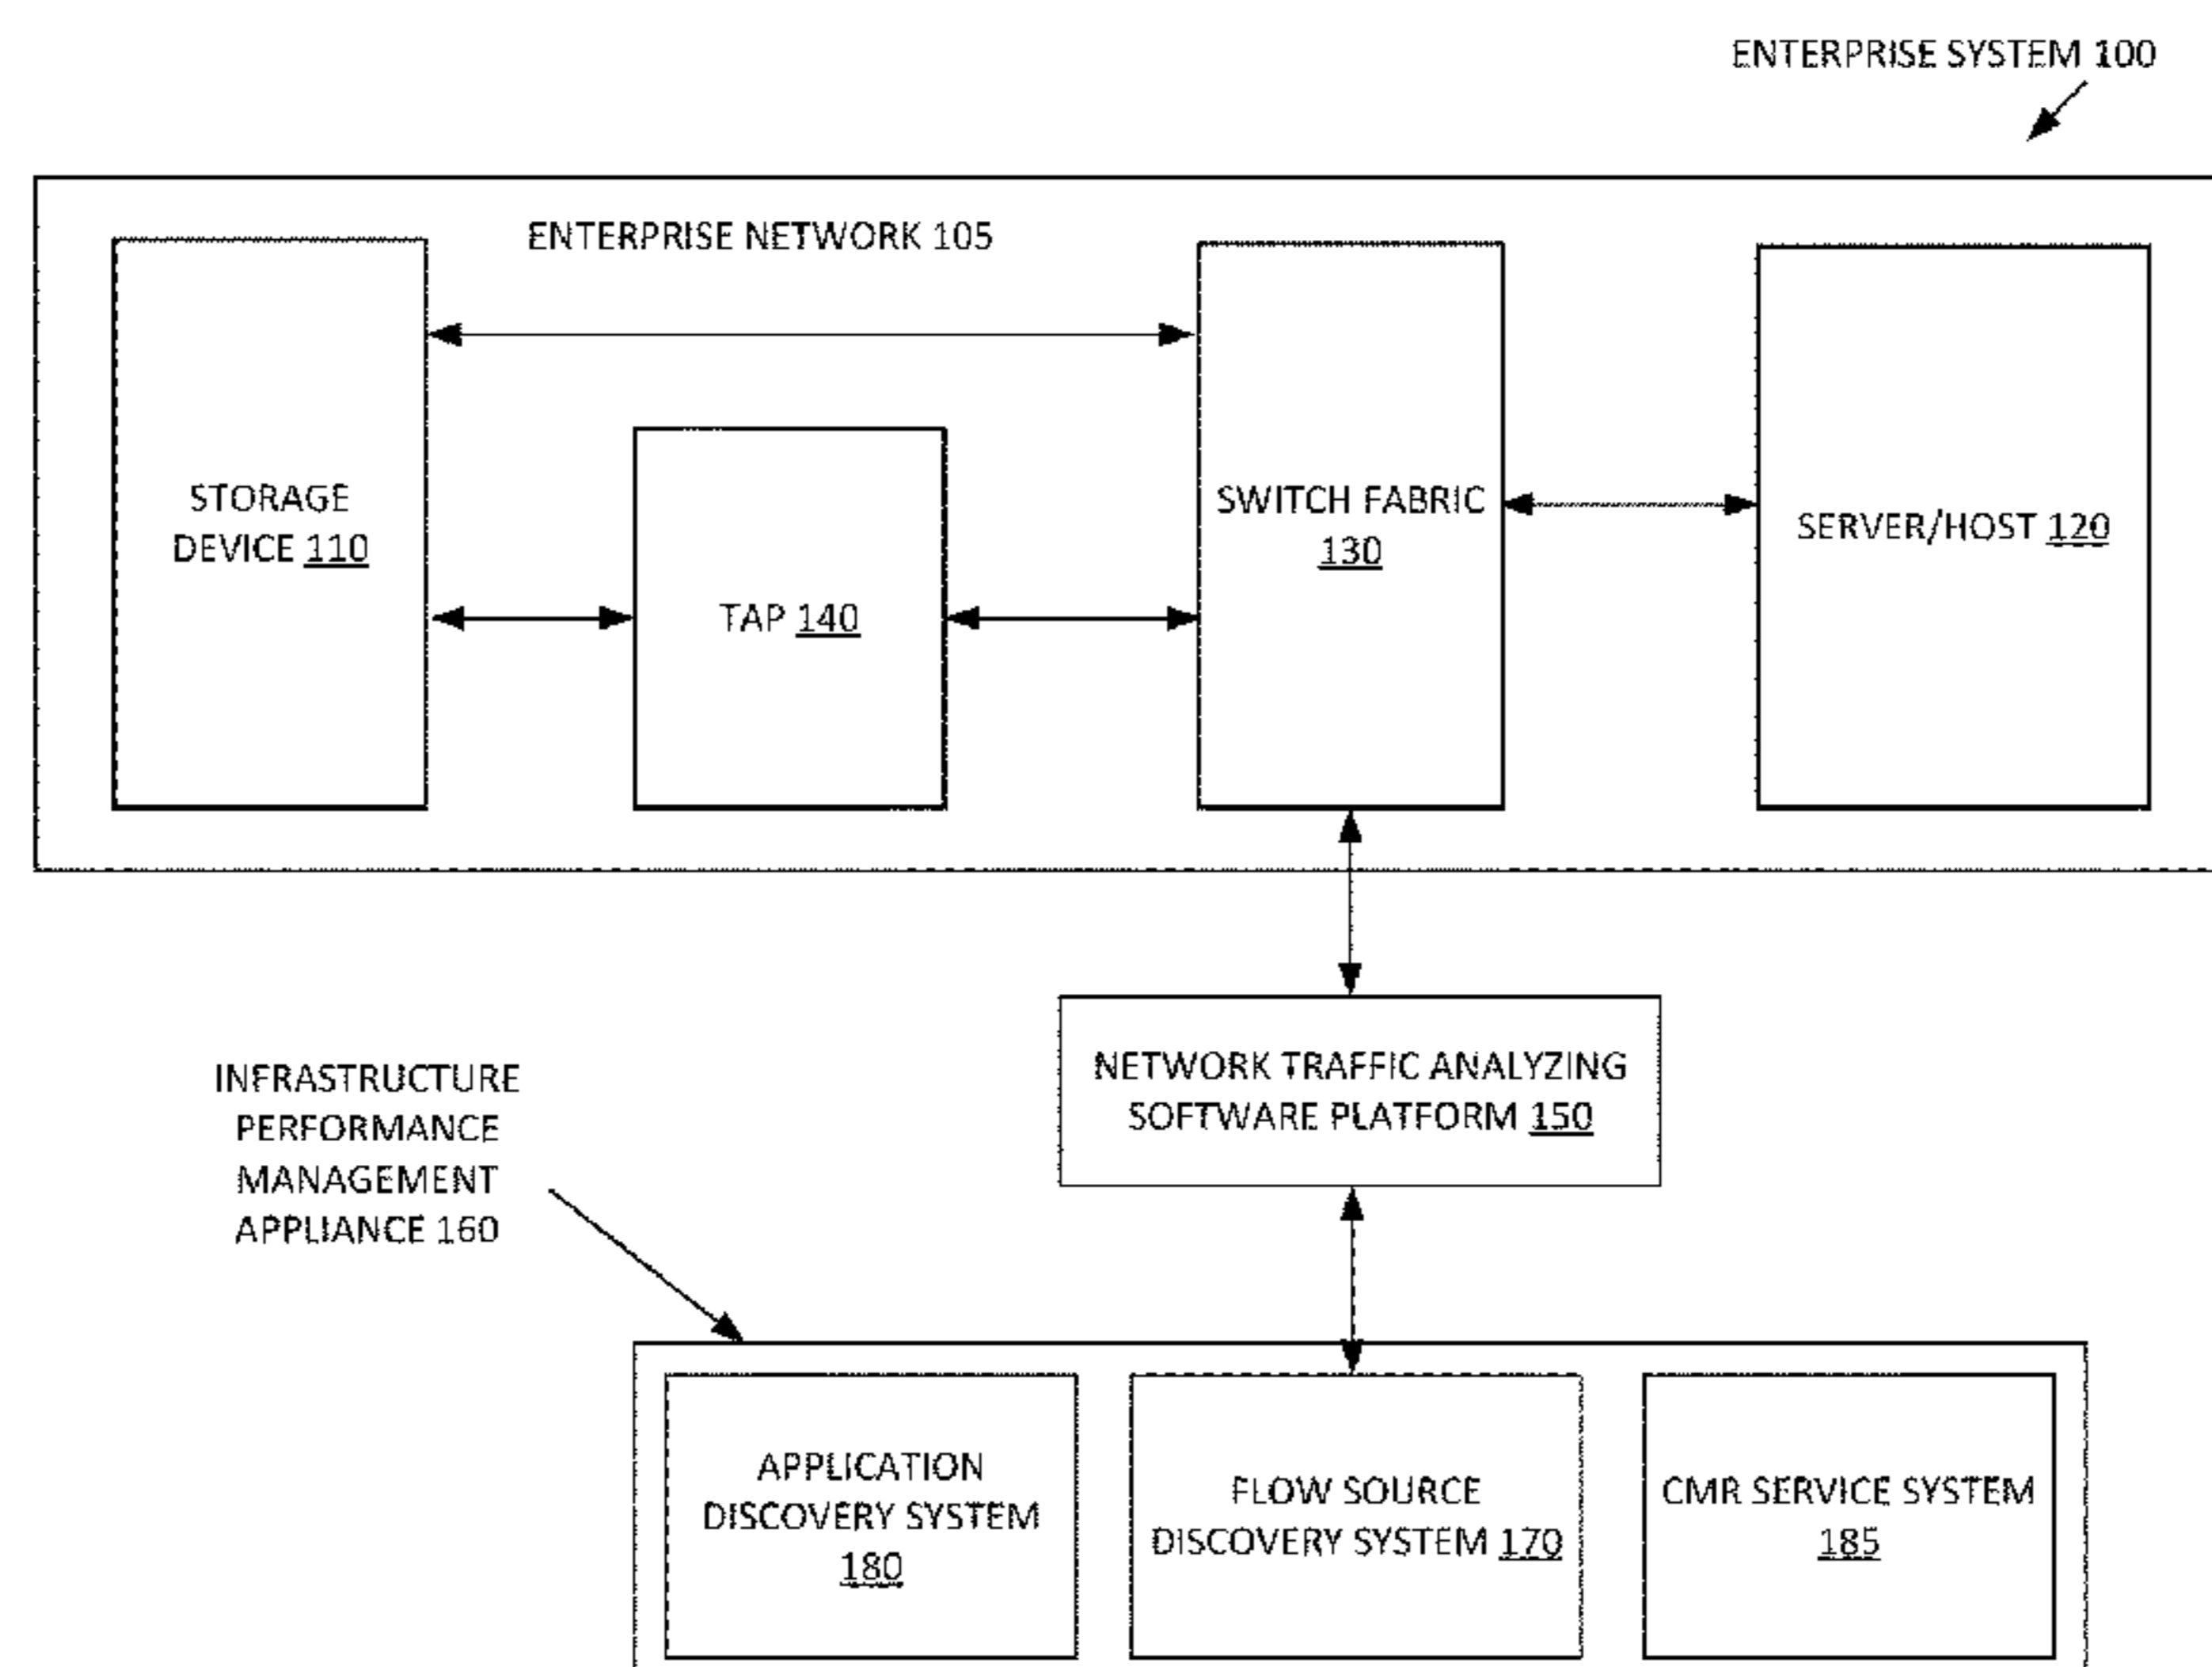 ENTERPRISE SYSTEM 100
ENTERPRISE NETWORK 105
STORAGE
DEVICE 110
TAP 140
SWITCH FABRIC
130
SERVER/HOST 120
NETWORK TRAFFIC ANALYZING
SOFTWARE PLATFORM 150
INFRASTRUCTURE
PERFORMANCE
MANAGEMENT
APPLIANCE 160
APPLICATION
DISCOVERY SYSTEM
180
FLOW SOURCE
DISCOVERY SYSTEM 170
CMR SERVICE SYSTEM
185